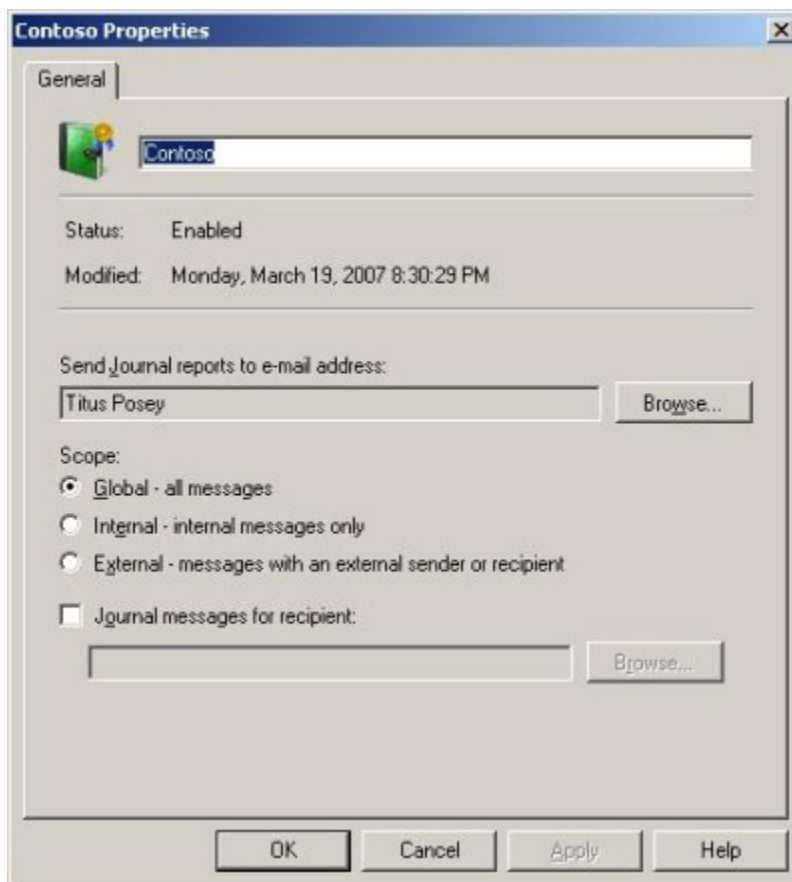 Contoso Properties
General
Contoso
Status: Enabled
Modified: Monday, March 19, 2007 8:30:29 PM
Send Journal reports to e-mail address:
Titus Posey Browse...
Scope:
Global - all messages
Internal - internal messages only
External - messages with an external sender or recipient
Journal messages for recipient:
Browse...
OK Cancel Apply Help